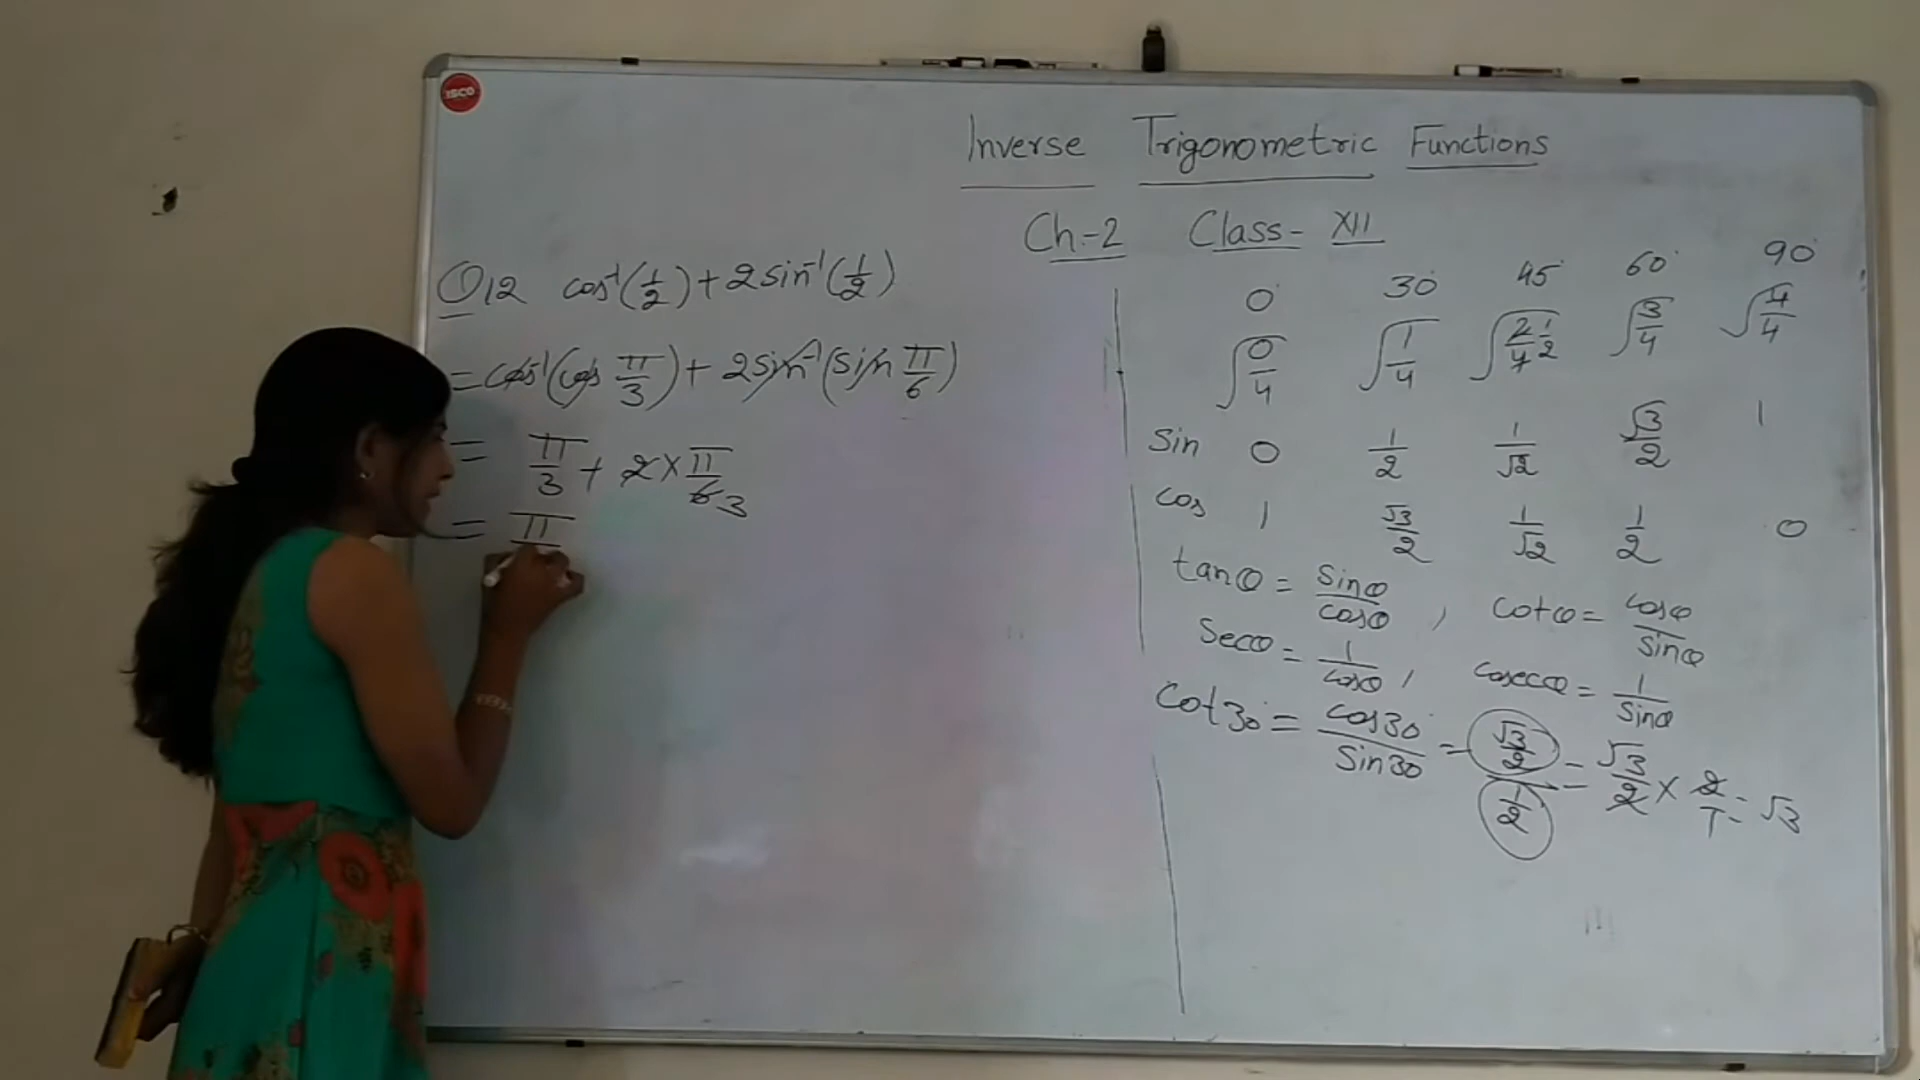 ISCO
Inverse Trigonometric Functions
Ch.-2 Class- XII
Q12 cos⁻¹(1/2) + 2sin⁻¹(1/2)
= cos⁻¹(cos π/3) + 2sin⁻¹(sin π/6)
= π/3 + 2 × π/6 3
= π
0 30° 45° 60° 90°
√0/4 √1/4 √2/4 1/2 √3/4 √4/4
sin 0 1/2 1/√2 √3/2 1
cos 1 √3/2 1/√2 1/2 0
tanθ = sinθ/cosθ , cotθ = cosθ/sinθ
secθ = 1/cosθ , cosecθ = 1/sinθ
cot30° = cos30°/sin30 = (√3/2)/(1/2) = √3/2 × 2/1 = √3